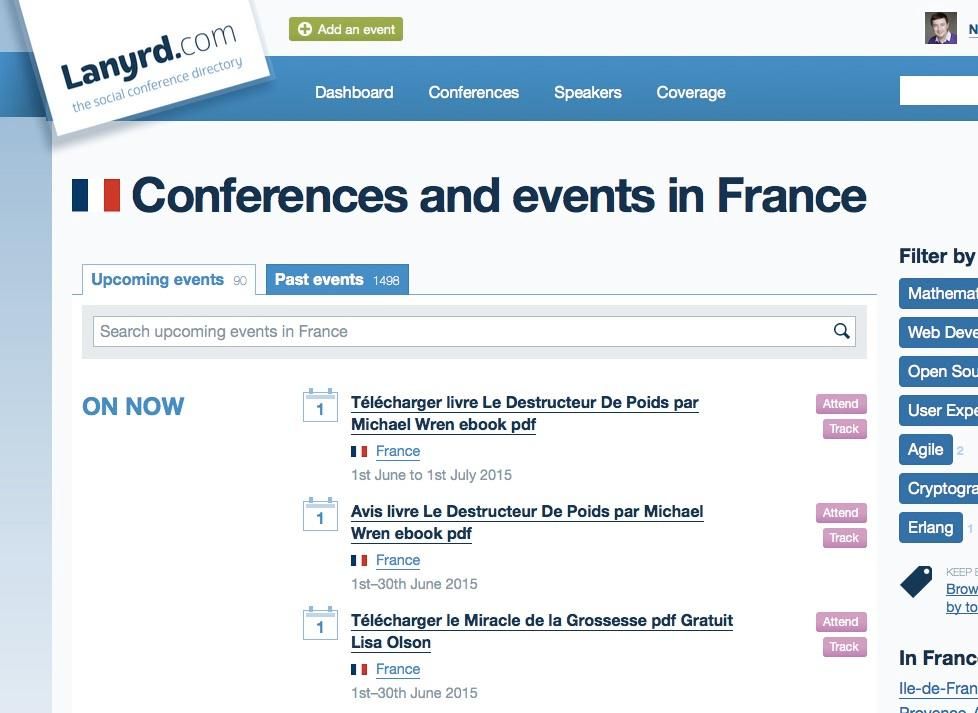 Lanyrd.com
the social conference directory
Add an event
N
Dashboard Conferences Speakers Coverage
Conferences and events in France
Upcoming events 90 Past events 1498
Search upcoming events in France
ON NOW
1
Télécharger livre Le Destructeur De Poids par
Michael Wren ebook pdf
France
1st June to 1st July 2015
Attend
Track
1
Avis livre Le Destructeur De Poids par Michael
Wren ebook pdf
France
1st–30th June 2015
Attend
Track
1
Télécharger le Miracle de la Grossesse pdf Gratuit
Lisa Olson
France
1st–30th June 2015
Attend
Track
Filter by
Mathemat
Web Deve
Open Sou
User Expe
Agile 2
Cryptogra
Erlang 1
KEEP E
Brow
by to
In Franc
Ile-de-Fran